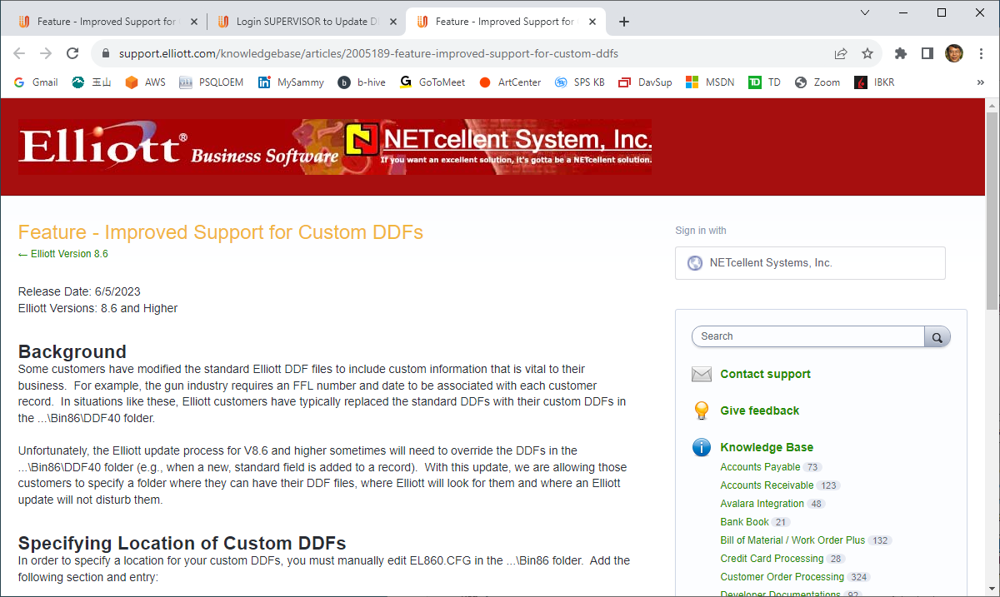 Feature - Improved Support for
Login SUPERVISOR to Update D
Feature - Improved Support for
support.elliott.com/knowledgebase/articles/2005189-feature-improved-support-for-custom-ddfs
Gmail
玉山
AWS
PSQLOEM
MySammy
b-hive
GoToMeet
ArtCenter
SPS KB
DavSup
MSDN
TD
Zoom
IBKR
»
Elliott® Business Software
NETcellent System, Inc.
If you want an excellent solution, it's gotta be a NETcellent solution.
Feature - Improved Support for Custom DDFs
← Elliott Version 8.6
Release Date: 6/5/2023
Elliott Versions: 8.6 and Higher
Background
Some customers have modified the standard Elliott DDF files to include custom information that is vital to their
business.  For example, the gun industry requires an FFL number and date to be associated with each customer
record.  In situations like these, Elliott customers have typically replaced the standard DDFs with their custom DDFs in
the ...\Bin86\DDF40 folder.
Unfortunately, the Elliott update process for V8.6 and higher sometimes will need to override the DDFs in the
...\Bin86\DDF40 folder (e.g., when a new, standard field is added to a record).  With this update, we are allowing those
customers to specify a folder where they can have their DDF files, where Elliott will look for them and where an Elliott
update will not disturb them.
Specifying Location of Custom DDFs
In order to specify a location for your custom DDFs, you must manually edit EL860.CFG in the ...\Bin86 folder.  Add the
following section and entry:
Sign in with
NETcellent Systems, Inc.
Search
Contact support
Give feedback
Knowledge Base
Accounts Payable 73
Accounts Receivable 123
Avalara Integration 48
Bank Book 21
Bill of Material / Work Order Plus 132
Credit Card Processing 28
Customer Order Processing 324
Developer Documentations 92